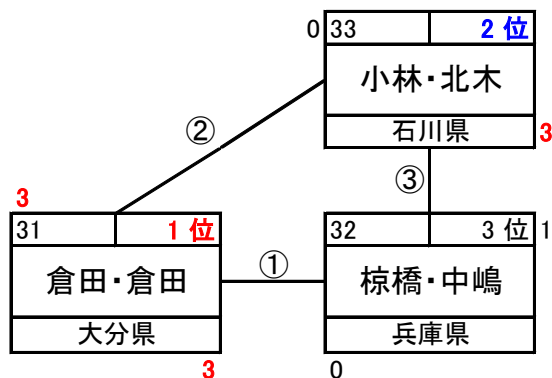 0 33 2 位
小林・北木
石川県 3
②
③
3
31 1 位
32 3 位 1
倉田・倉田
①
椋橋・中嶋
大分県
兵庫県
3
0